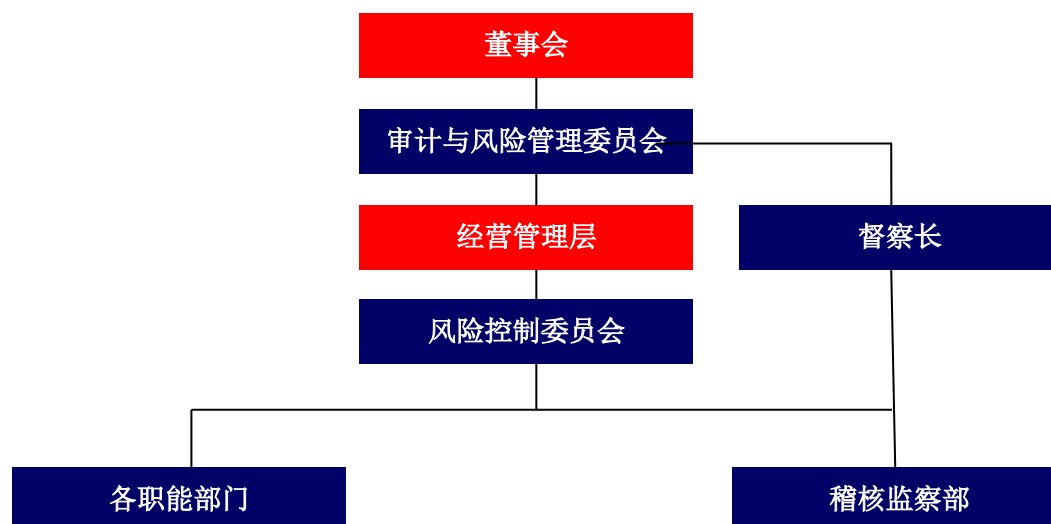 董事会
审计与风险管理委员会
经营管理层
督察长
风险控制委员会
各职能部门
稽核监察部